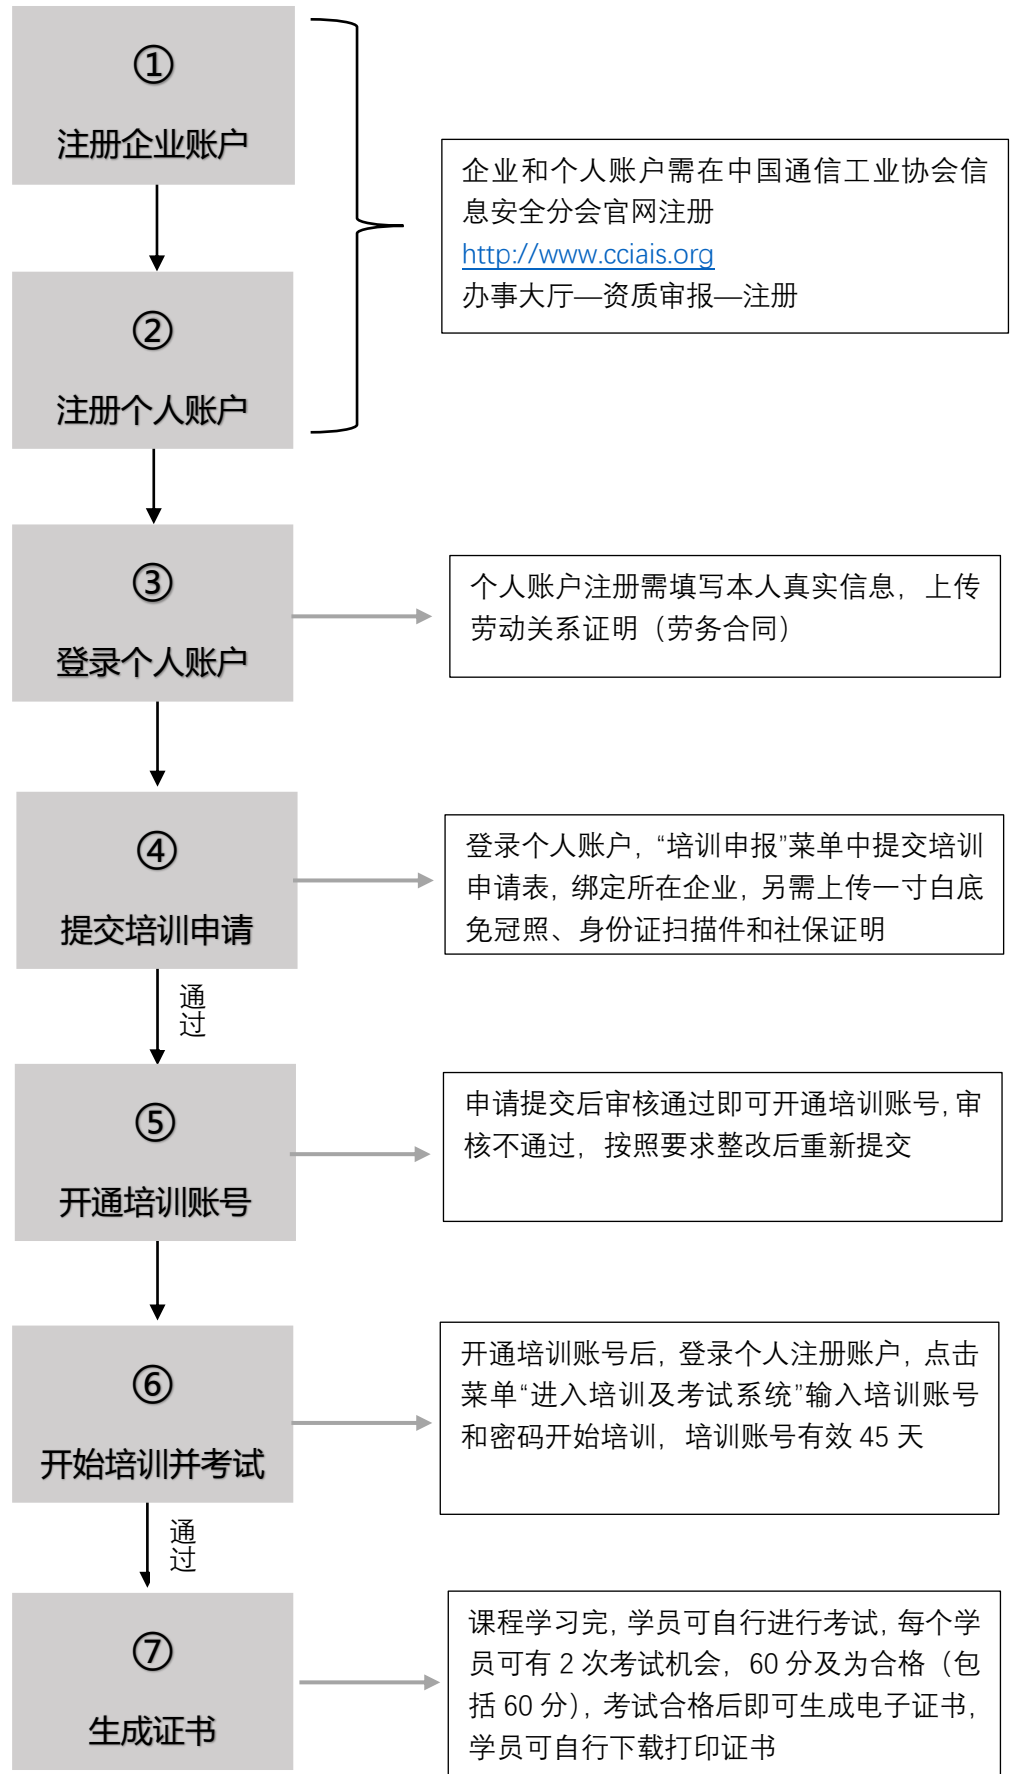 ①
注册企业账户
企业和个人账户需在中国通信工业协会信
息安全分会官网注册
http://www.cciais.org
办事大厅—资质审报—注册
②
注册个人账户
③
登录个人账户
个人账户注册需填写本人真实信息，上传
劳动关系证明（劳务合同）
④
提交培训申请
登录个人账户，“培训申报”菜单中提交培训
申请表，绑定所在企业，另需上传一寸白底
免冠照、身份证扫描件和社保证明
通
过
⑤
开通培训账号
申请提交后审核通过即可开通培训账号，审
核不通过，按照要求整改后重新提交
⑥
开始培训并考试
开通培训账号后，登录个人注册账户，点击
菜单“进入培训及考试系统”输入培训账号
和密码开始培训，培训账号有效 45 天
通
过
⑦
生成证书
课程学习完，学员可自行进行考试，每个学
员可有 2 次考试机会，60 分及为合格（包
括 60 分），考试合格后即可生成电子证书，
学员可自行下载打印证书